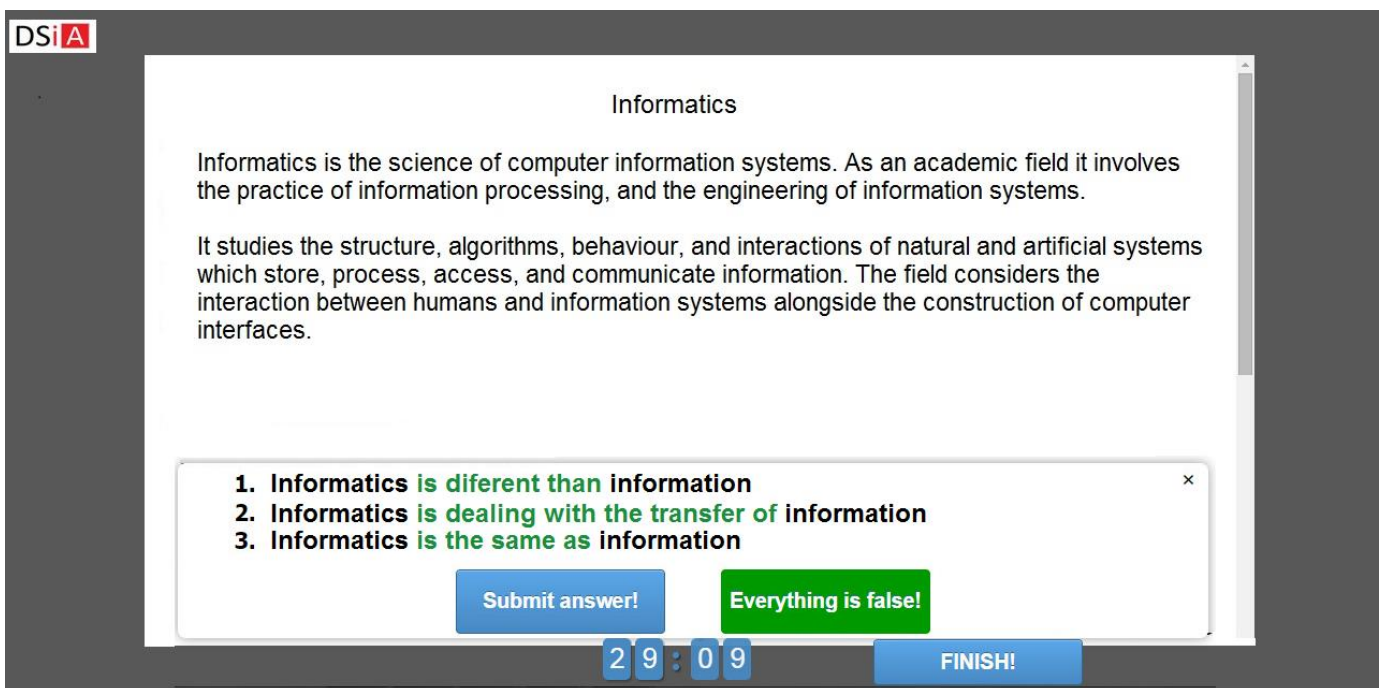 DSiA
Informatics
Informatics is the science of computer information systems. As an academic field it involves
the practice of information processing, and the engineering of information systems.
It studies the structure, algorithms, behaviour, and interactions of natural and artificial systems
which store, process, access, and communicate information. The field considers the
interaction between humans and information systems alongside the construction of computer
interfaces.
1. Informatics is diferent than information
2. Informatics is dealing with the transfer of information
3. Informatics is the same as information
Submit answer! Everything is false!
29:09 FINISH!